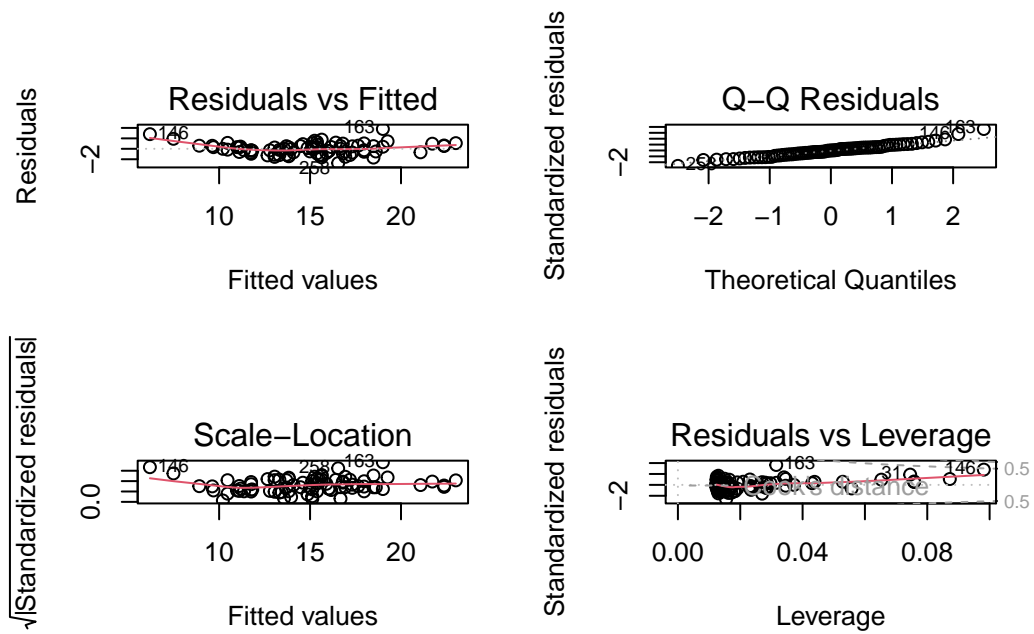 Residuals vs Fitted
Residuals
−2
146
163
258
10 15 20
Fitted values
Q−Q Residuals
Standardized residuals
−2
146
163
258
−2 −1 0 1 2
Theoretical Quantiles
Scale−Location
√|Standardized residuals|
0.0
146
258
163
10 15 20
Fitted values
Residuals vs Leverage
Standardized residuals
−2
163
31
146
Cook's distance
0.5
0.5
0.00 0.04 0.08
Leverage